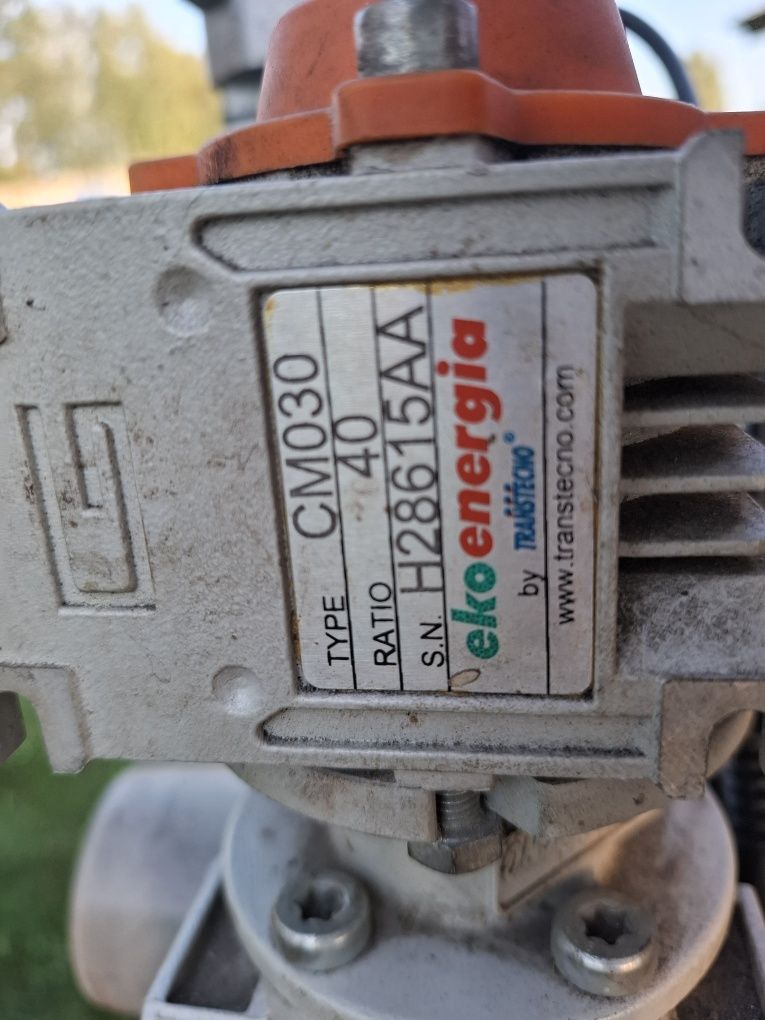 TYPE CM030
RATIO 40
S.N. H28615AA
ekoenergia
by TRANSTECNO®
www.transtecno.com